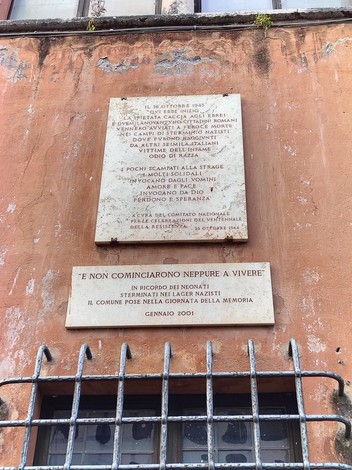 IL 16 OTTOBRE 1943
QUI EBBE INIZIO
LA SPIETATA CACCIA AGLI EBREI
E DUEMILANOVANTUNO CITTADINI ROMANI
VENNERO AVVIATI A FEROCE MORTE
NEI CAMPI DI STERMINIO NAZISTI
DOVE FURONO RAGGIUNTI
DA ALTRI SEIMILA ITALIANI
VITTIME DELL'INFAME
ODIO DI RAZZA
I POCHI SCAMPATI ALLA STRAGE
I MOLTI SOLIDALI
INVOCANO DAGLI UOMINI
AMORE E PACE
INVOCANO DA DIO
PERDONO E SPERANZA
A CURA DEL COMITATO NAZIONALE
PER LE CELEBRAZIONI DEL VENTENNALE
DELLA RESISTENZA
"E NON COMINCIARONO NEPPURE A VIVERE"
IN RICORDO DEI NEONATI
STERMINATI NEI LAGER NAZISTI
IL COMUNE POSE NELLA GIORNATA DELLA MEMORIA
GENNAIO 2001